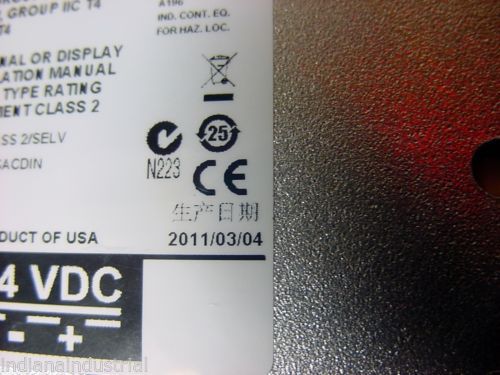 GROUP IIC T4
T4
A196
IND. CONT. EQ.
FOR HAZ. LOC.
NAL OR DISPLAY
ATION MANUAL
TYPE RATING
MENT CLASS 2
SS 2/SELV
SACDIN
25
N223
CE
生产日期
DUCT OF USA
2011/03/04
4 VDC
- +
indianaindustrial